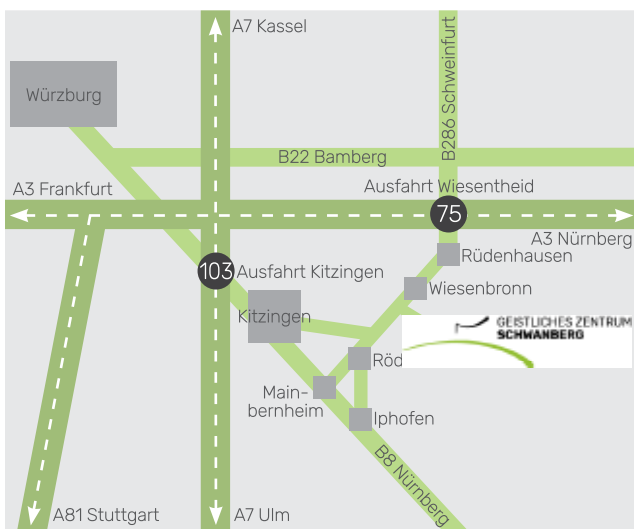 A7 Kassel
Würzburg
B286 Schweinfurt
B22 Bamberg
A3 Frankfurt
Ausfahrt Wiesentheid
75
A3 Nürnberg
Rüdenhausen
103 Ausfahrt Kitzingen
Wiesenbronn
Kitzingen
GEISTLICHES ZENTRUM
SCHWANBERG
Röd
Main-
bernheim
Iphofen
B8 Nürnberg
A81 Stuttgart
A7 Ulm